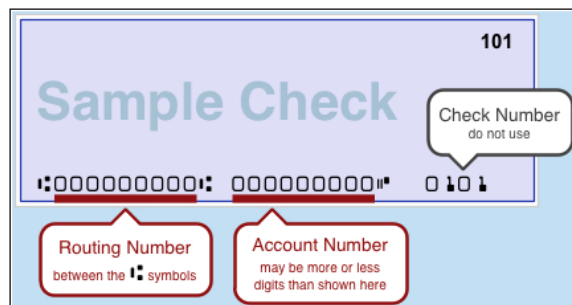 101
Sample Check
Check Number
do not use
⑆000000000⑆ 000000000⑈ 0101
Routing Number
between the ⑆ symbols
Account Number
may be more or less
digits than shown here